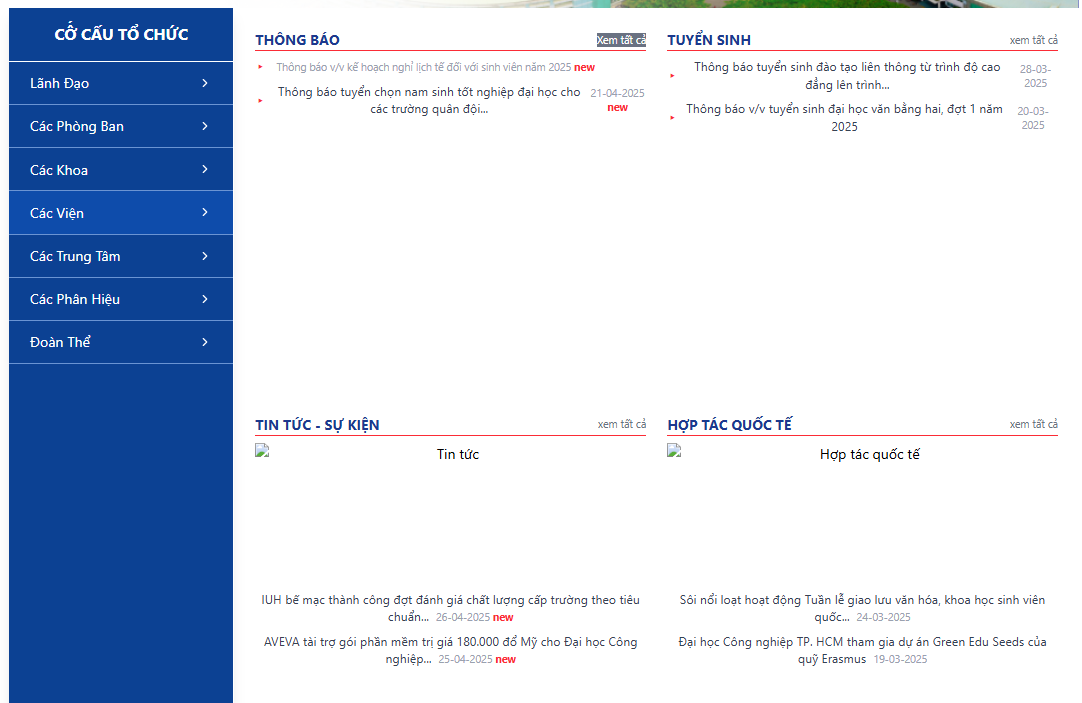 CỚ CẤU TỔ CHỨC
Lãnh Đạo
Các Phòng Ban
Các Khoa
Các Viện
Các Trung Tâm
Các Phân Hiệu
Đoàn Thể
THÔNG BÁO Xem tất cả
Thông báo v/v kế hoạch nghỉ lịch tế đối với sinh viên năm 2025 new
Thông báo tuyển chọn nam sinh tốt nghiệp đại học cho
các trường quân đội...
21-04-2025
new
TUYỂN SINH xem tất cả
Thông báo tuyển sinh đào tạo liên thông từ trình độ cao
đẳng lên trình...
28-03-
2025
Thông báo v/v tuyển sinh đại học văn bằng hai, đợt 1 năm
2025
20-03-
2025
TIN TỨC - SỰ KIỆN xem tất cả
Tin tức
IUH bế mạc thành công đợt đánh giá chất lượng cấp trường theo tiêu
chuẩn... 26-04-2025 new
AVEVA tài trợ gói phần mềm trị giá 180.000 đổ Mỹ cho Đại học Công
nghiệp... 25-04-2025 new
HỢP TÁC QUỐC TẾ xem tất cả
Hợp tác quốc tế
Sôi nổi loạt hoạt động Tuần lễ giao lưu văn hóa, khoa học sinh viên
quốc... 24-03-2025
Đại học Công nghiệp TP. HCM tham gia dự án Green Edu Seeds của
quỹ Erasmus 19-03-2025